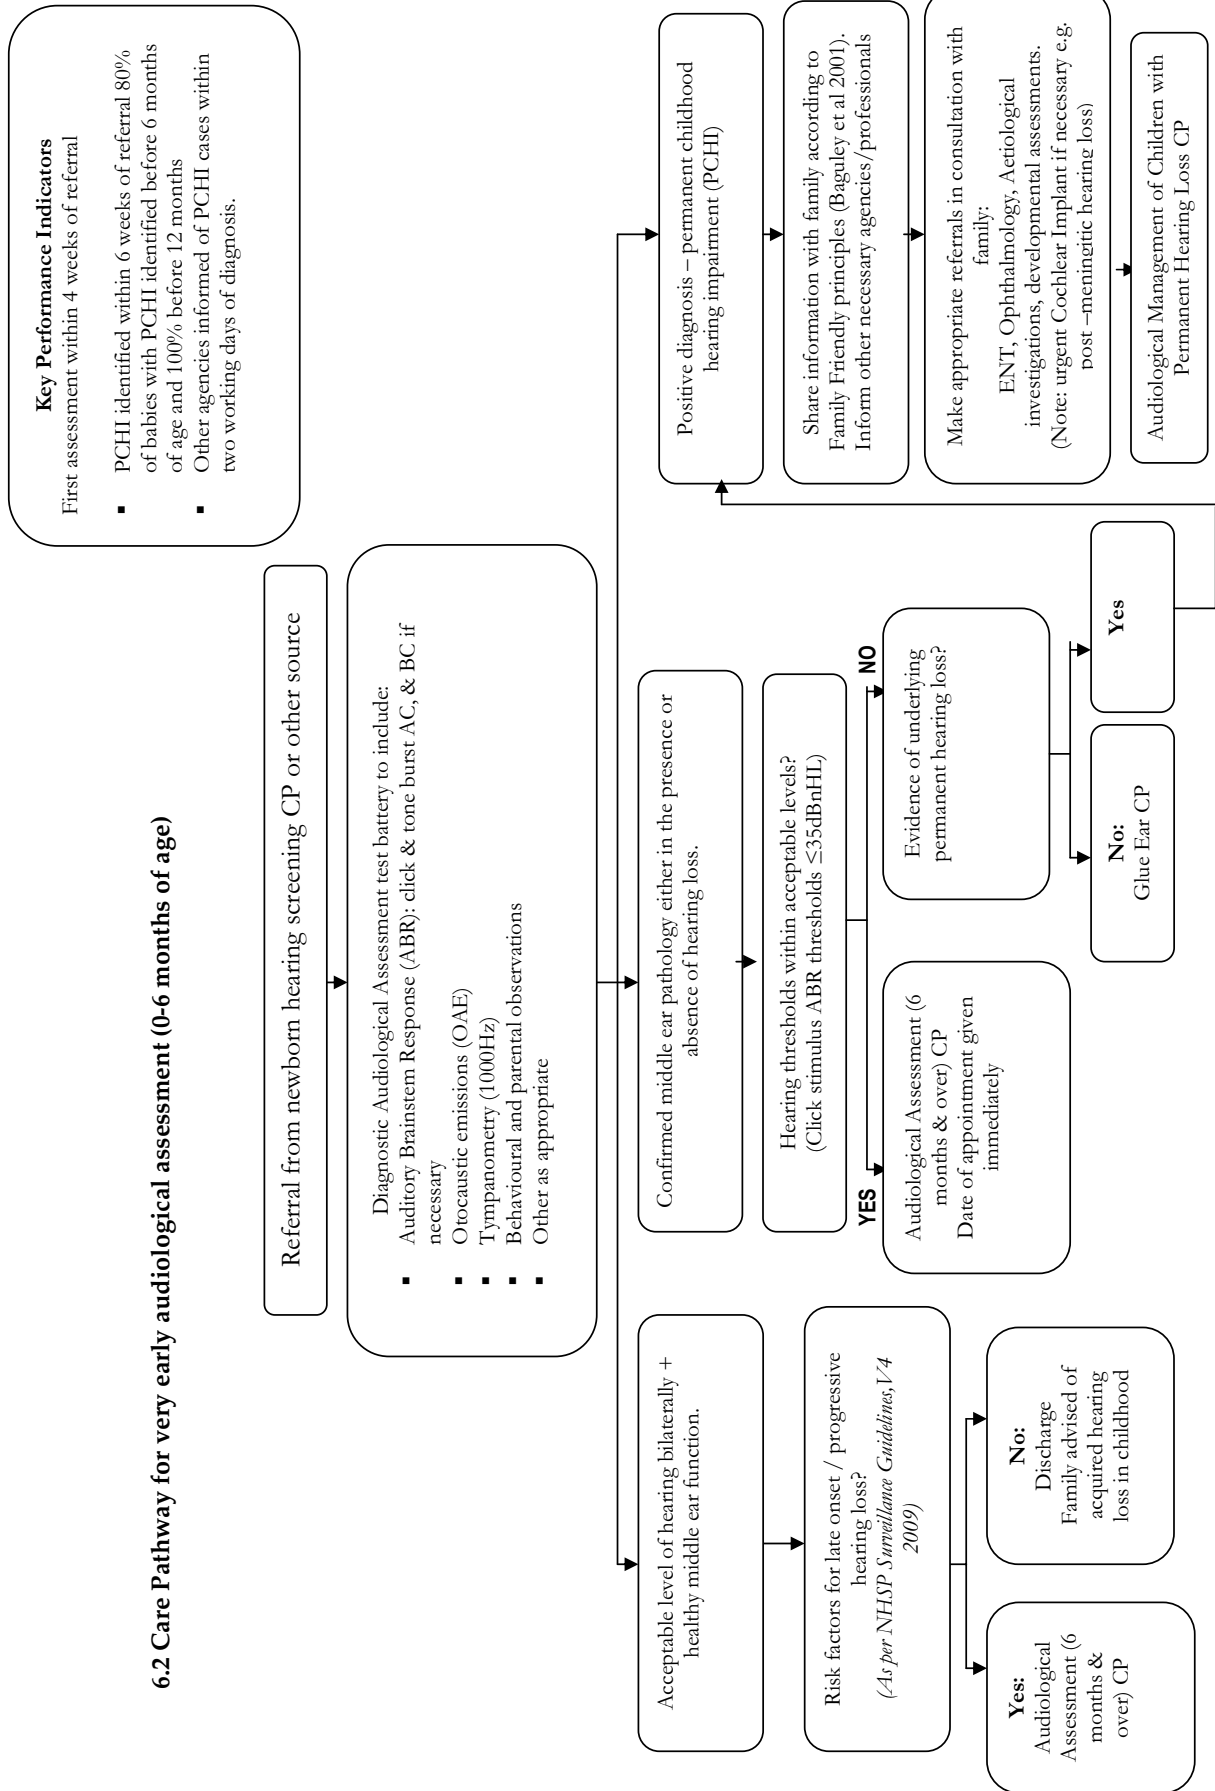 6.2 Care Pathway for very early audiological assessment (0-6 months of age)
Key Performance Indicators
First assessment within 4 weeks of referral
▪ PCHI identified within 6 weeks of referral 80%
of babies with PCHI identified before 6 months
of age and 100% before 12 months
▪ Other agencies informed of PCHI cases within
two working days of diagnosis.
Referral from newborn hearing screening CP or other source
Diagnostic Audiological Assessment test battery to include:
▪ Auditory Brainstem Response (ABR): click & tone burst AC, & BC if
necessary
▪ Otocaustic emissions (OAE)
▪ Tympanometry (1000Hz)
▪ Behavioural and parental observations
▪ Other as appropriate
Acceptable level of hearing bilaterally +
healthy middle ear function.
Risk factors for late onset / progressive
hearing loss?
(As per NHSP Surveillance Guidelines,V4
2009)
Yes:
Audiological
Assessment (6
months &
over) CP
No:
Discharge
Family advised of
acquired hearing
loss in childhood
Confirmed middle ear pathology either in the presence or
absence of hearing loss.
Hearing thresholds within acceptable levels?
(Click stimulus ABR thresholds ≤35dBnHL)
YES
NO
Audiological Assessment (6
months & over) CP
Date of appointment given
immediately
Evidence of underlying
permanent hearing loss?
No:
Glue Ear CP
Yes
Positive diagnosis – permanent childhood
hearing impairment (PCHI)
Share information with family according to
Family Friendly principles (Baguley et al 2001).
Inform other necessary agencies/professionals
Make appropriate referrals in consultation with
family:
ENT, Ophthalmology, Aetiological
investigations, developmental assessments.
(Note: urgent Cochlear Implant if necessary e.g.
post –meningitic hearing loss)
Audiological Management of Children with
Permanent Hearing Loss CP